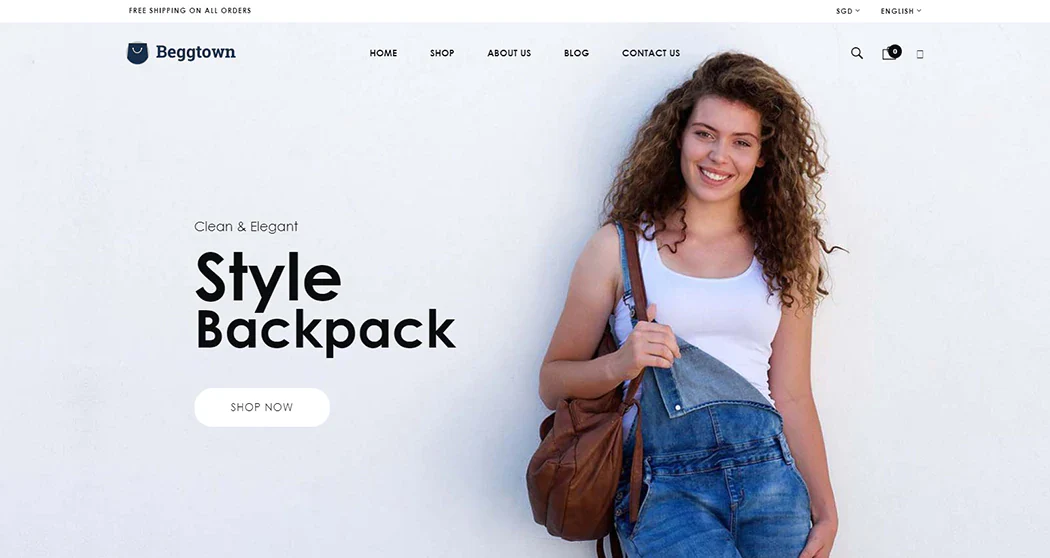 FREE SHIPPING ON ALL ORDERS
SGD
ENGLISH
Beggtown
HOME
SHOP
ABOUT US
BLOG
CONTACT US
0
Clean & Elegant
Style
Backpack
SHOP NOW